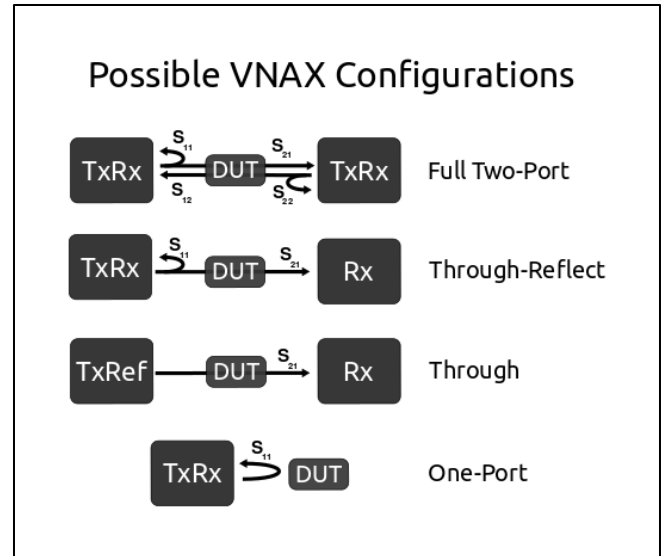 Possible VNAX Configurations
S11 S21
TxRx DUT TxRx Full Two-Port
S12 S22
S11 S21
TxRx DUT Rx Through-Reflect
S21
TxRef DUT Rx Through
S11
TxRx DUT One-Port